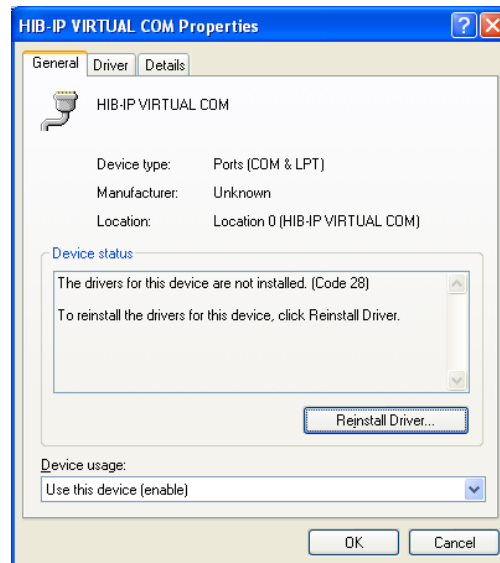 HIB-IP VIRTUAL COM Properties
General Driver Details
HIB-IP VIRTUAL COM
Device type: Ports (COM & LPT)
Manufacturer: Unknown
Location: Location 0 (HIB-IP VIRTUAL COM)
Device status
The drivers for this device are not installed. (Code 28)
To reinstall the drivers for this device, click Reinstall Driver.
Reinstall Driver...
Device usage:
Use this device (enable)
OK Cancel